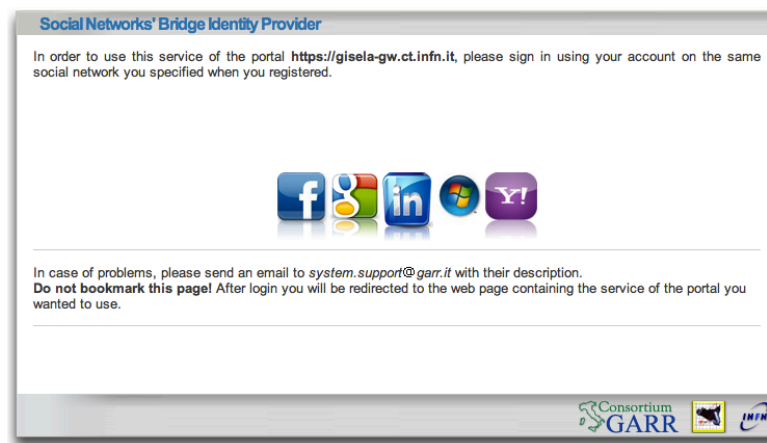 Social Networks' Bridge Identity Provider
In order to use this service of the portal https://gisela-gw.ct.infn.it, please sign in using your account on the same
social network you specified when you registered.
f g in Y!
In case of problems, please send an email to system.support@garr.it with their description.
Do not bookmark this page! After login you will be redirected to the web page containing the service of the portal you
wanted to use.
Consortium
GARR
INFN